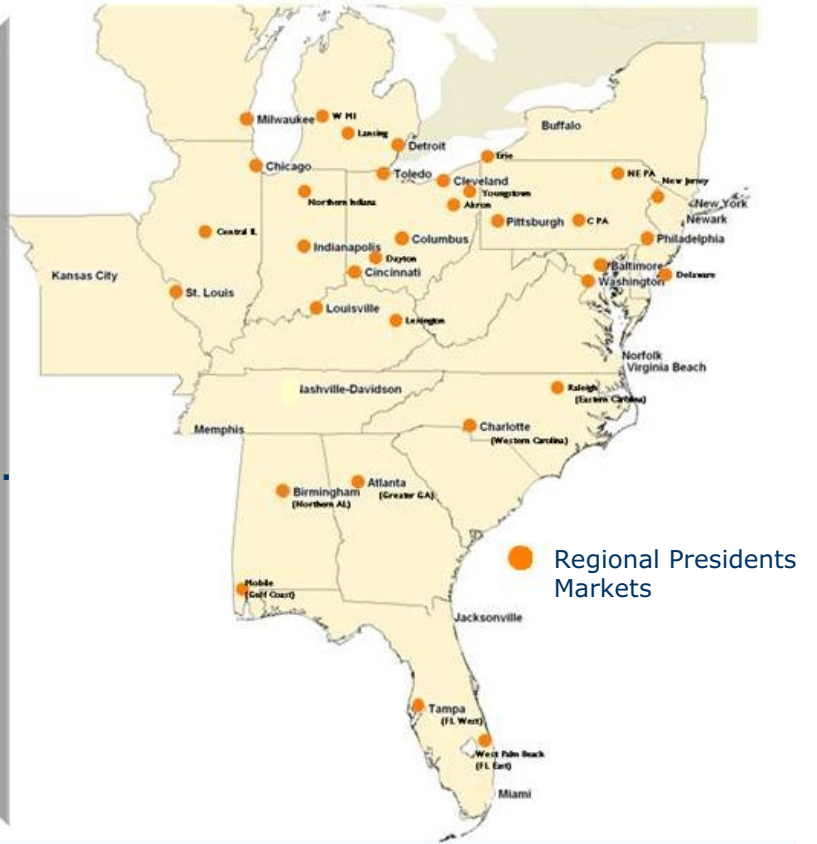 Milwaukee
W MI
Lansing
Detroit
Buffalo
Erie
Chicago
Toledo
Cleveland
NE PA
New Jersey
Northern Indiana
Youngstown
Akron
New York
Newark
Central IL
Pittsburgh
C PA
Indianapolis
Columbus
Philadelphia
Dayton
Cincinnati
Baltimore
Washington
Delaware
Kansas City
St. Louis
Louisville
Lexington
Norfolk
Virginia Beach
ashville-Davidson
Raleigh
(Eastern Carolina)
Memphis
Charlotte
(Western Carolina)
Birmingham
(Northern AL)
Atlanta
(Greater GA)
Regional Presidents
Markets
Mobile
(Gulf Coast)
Jacksonville
Tampa
(FL West)
West Palm Beach
(FL East)
Miami